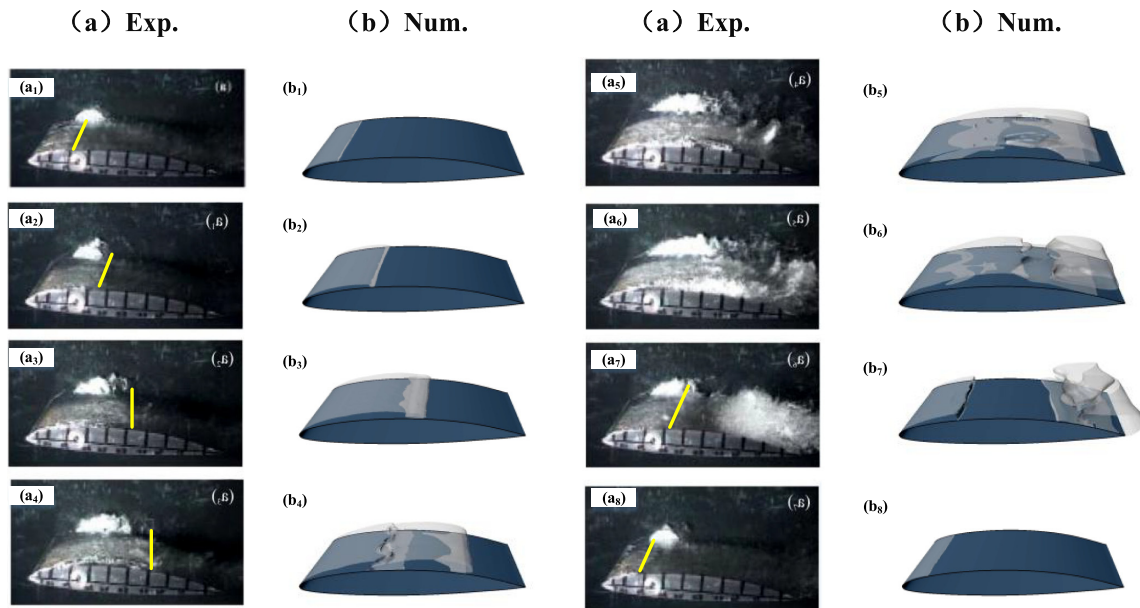 (a) Exp.
(b) Num.
(a) Exp.
(b) Num.
(a₁)
(b₁)
(a₅)
(b₅)
(a₂)
(b₂)
(a₆)
(b₆)
(a₃)
(b₃)
(a₇)
(b₇)
(a₄)
(b₄)
(a₈)
(b₈)